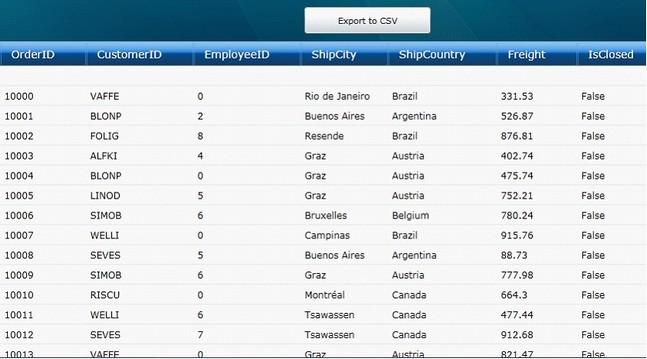 Export to CSV
OrderID CustomerID EmployeeID ShipCity ShipCountry Freight IsClosed
10000 VAFFE 0 Rio de Janeiro Brazil 331.53 False
10001 BLONP 2 Buenos Aires Argentina 526.87 False
10002 FOLIG 8 Resende Brazil 876.81 False
10003 ALFKI 4 Graz Austria 402.74 False
10004 BLONP 0 Graz Austria 475.74 False
10005 LINOD 5 Graz Austria 752.21 False
10006 SIMOB 6 Bruxelles Belgium 780.24 False
10007 WELLI 0 Campinas Brazil 915.76 False
10008 SEVES 5 Buenos Aires Argentina 88.73 False
10009 SIMOB 6 Graz Austria 777.98 False
10010 RISCU 0 Montréal Canada 664.3 False
10011 WELLI 6 Tsawassen Canada 477.44 False
10012 SEVES 7 Tsawassen Canada 912.68 False
10013 VAFFE 0 Graz Austria 821.47 False